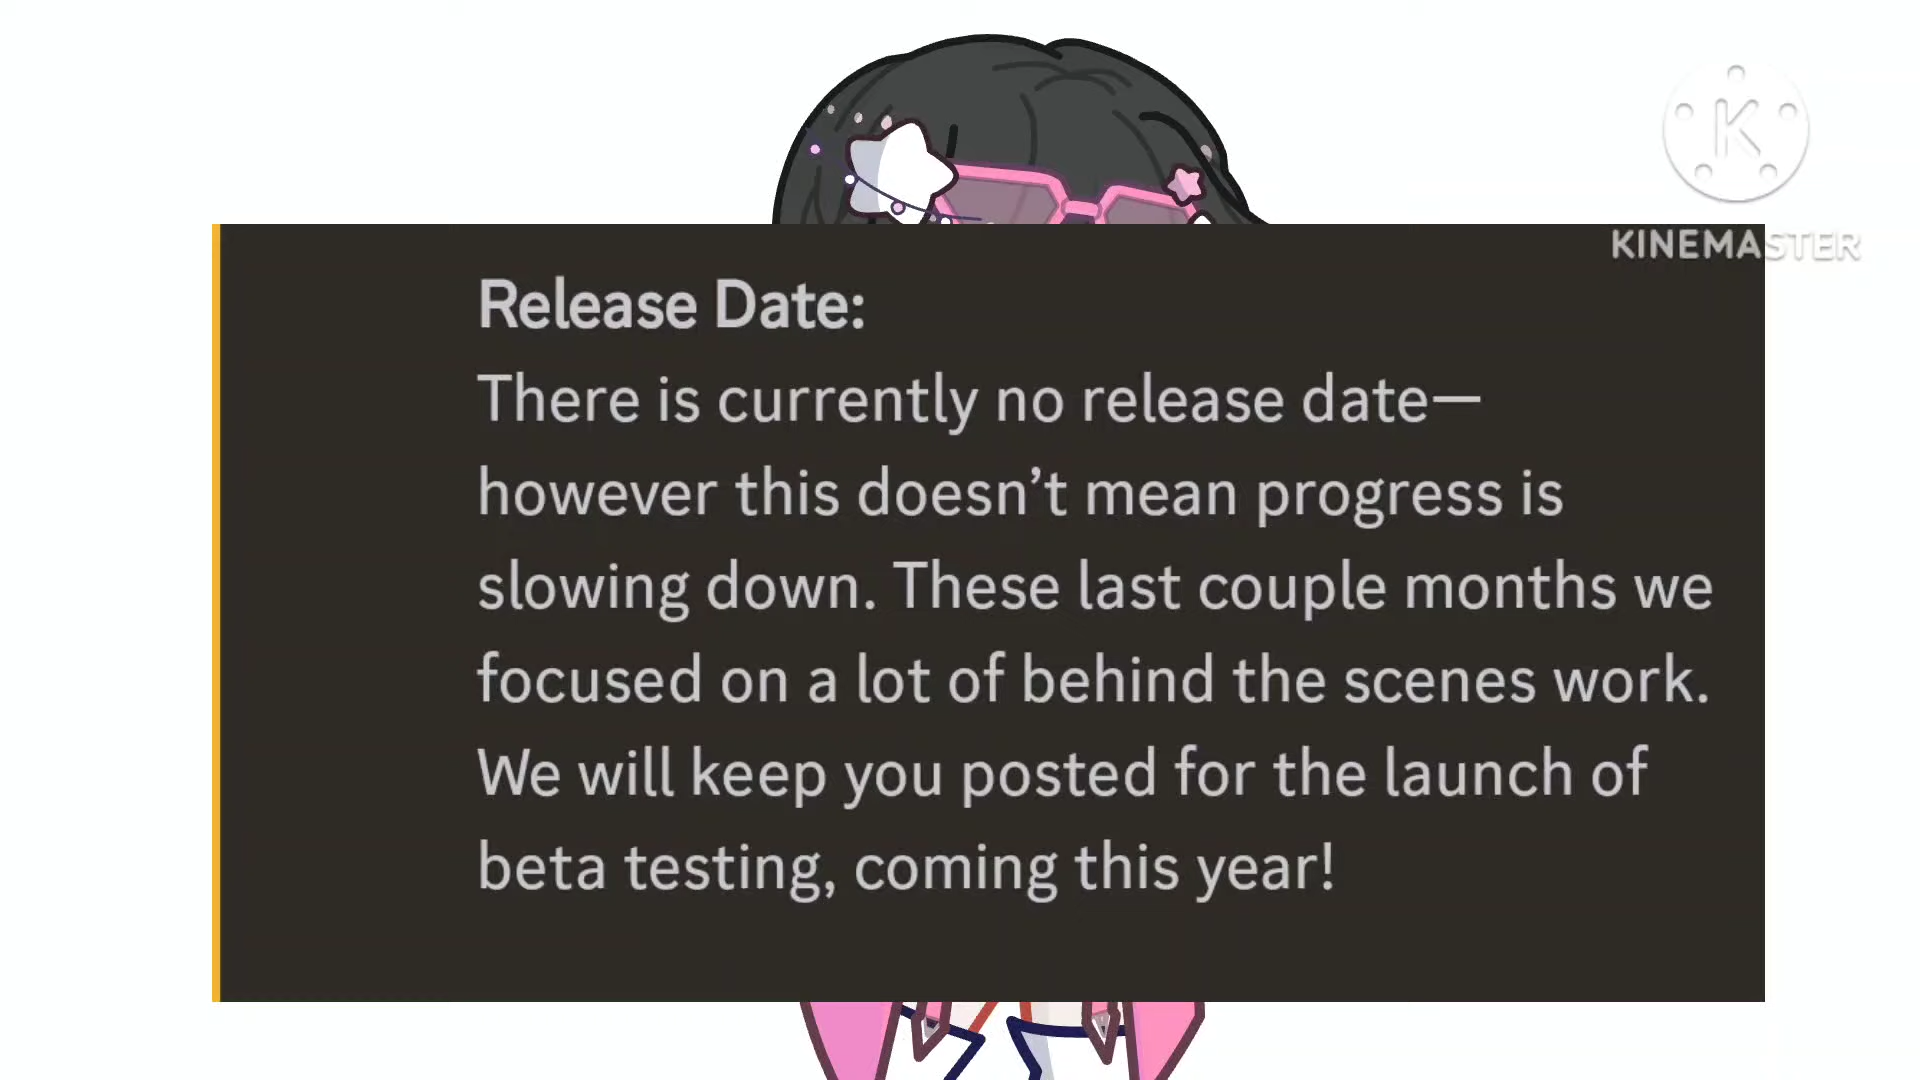 K
KINEMASTER
Release Date:
There is currently no release date—
however this doesn’t mean progress is
slowing down. These last couple months we
focused on a lot of behind the scenes work.
We will keep you posted for the launch of
beta testing, coming this year!